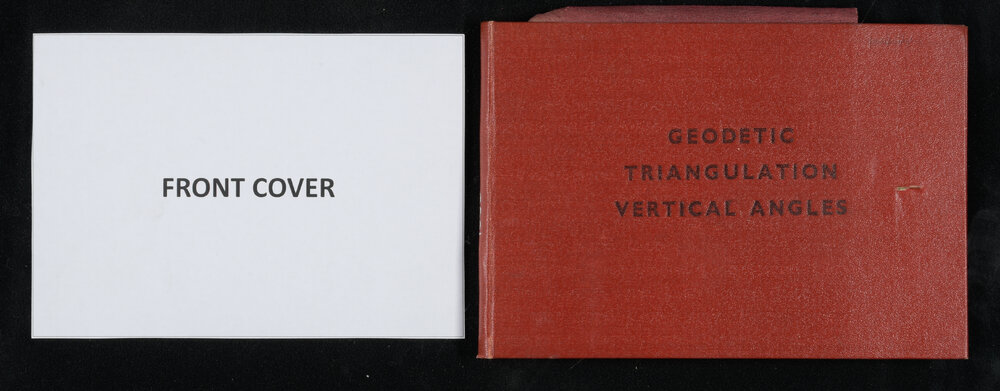 FRONT COVER
GEODETIC
TRIANGULATION
VERTICAL ANGLES